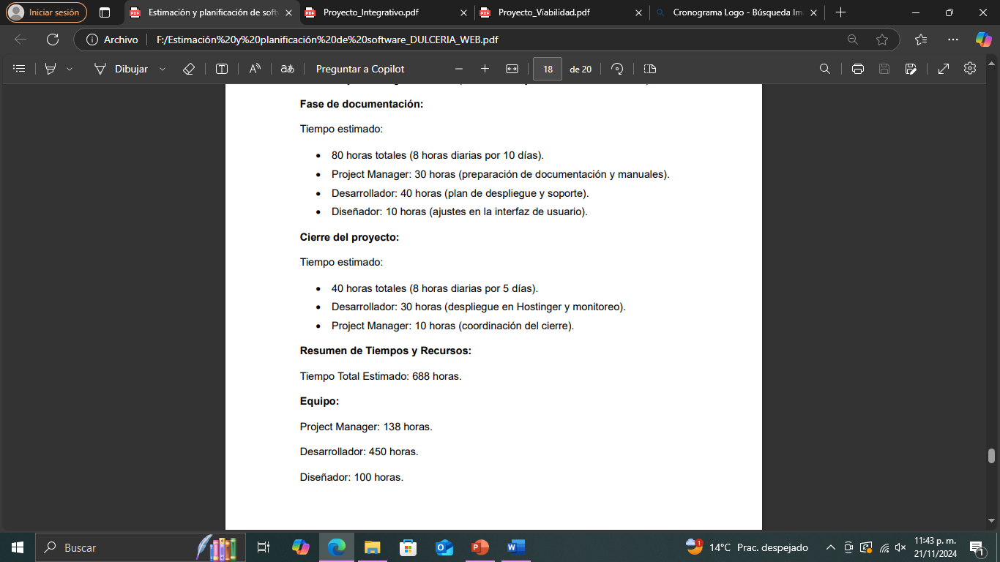 Iniciar sesión
Estimación y planificación de soft
Proyecto_Integrativo.pdf
Proyecto_Viabilidad.pdf
Cronograma Logo - Búsqueda Im
Archivo
F:/Estimación%20y%20planificación%20de%20software_DULCERIA_WEB.pdf
Dibujar
Preguntar a Copilot
18
de 20
Fase de documentación:
Tiempo estimado:
• 80 horas totales (8 horas diarias por 10 días).
• Project Manager: 30 horas (preparación de documentación y manuales).
• Desarrollador: 40 horas (plan de despliegue y soporte).
• Diseñador: 10 horas (ajustes en la interfaz de usuario).
Cierre del proyecto:
Tiempo estimado:
• 40 horas totales (8 horas diarias por 5 días).
• Desarrollador: 30 horas (despliegue en Hostinger y monitoreo).
• Project Manager: 10 horas (coordinación del cierre).
Resumen de Tiempos y Recursos:
Tiempo Total Estimado: 688 horas.
Equipo:
Project Manager: 138 horas.
Desarrollador: 450 horas.
Diseñador: 100 horas.
Buscar
14°C Prac. despejado
11:43 p. m.
21/11/2024